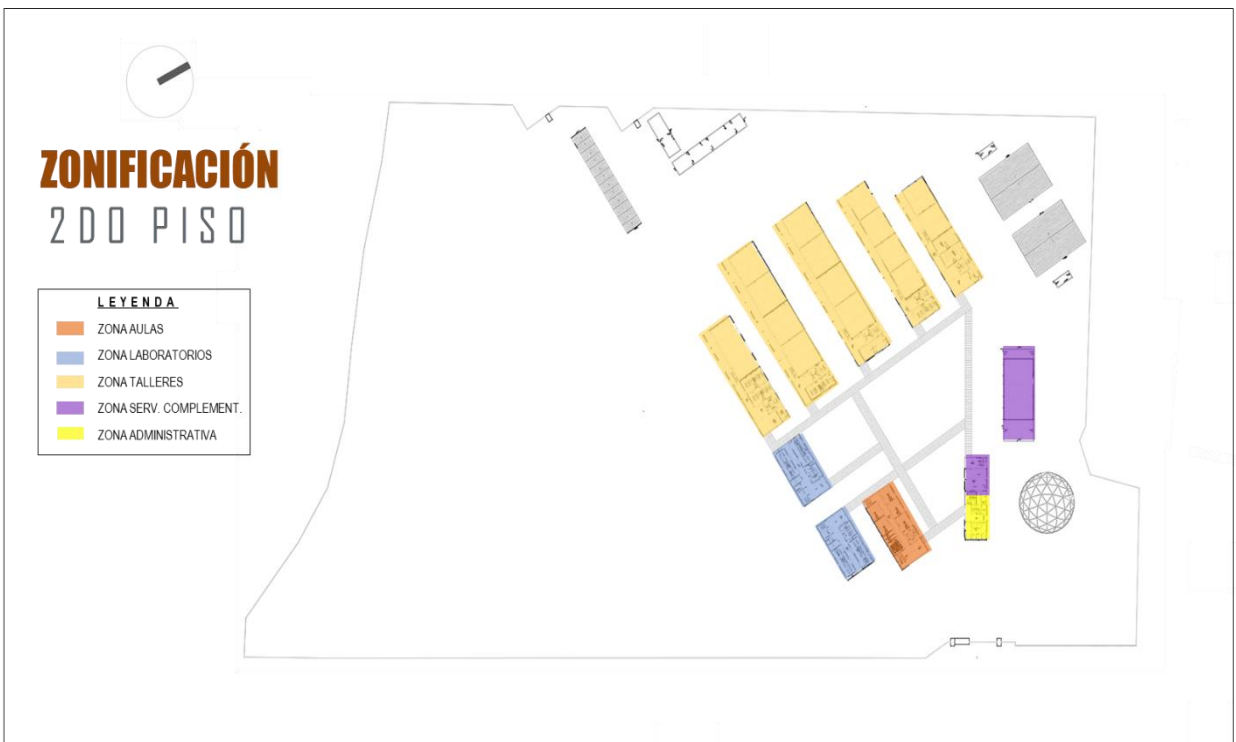 ZONIFICACIÓN
2DO PISO
LEYENDA
ZONA AULAS
ZONA LABORATORIOS
ZONA TALLERES
ZONA SERV. COMPLEMENT.
ZONA ADMINISTRATIVA